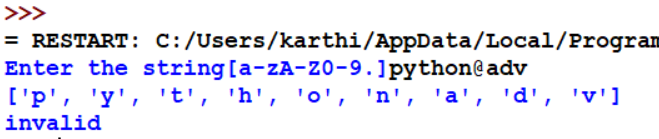 >>>
= RESTART: C:/Users/karthi/AppData/Local/Program
Enter the string[a-zA-Z0-9.]python@adv
['p', 'y', 't', 'h', 'o', 'n', 'a', 'd', 'v']
invalid